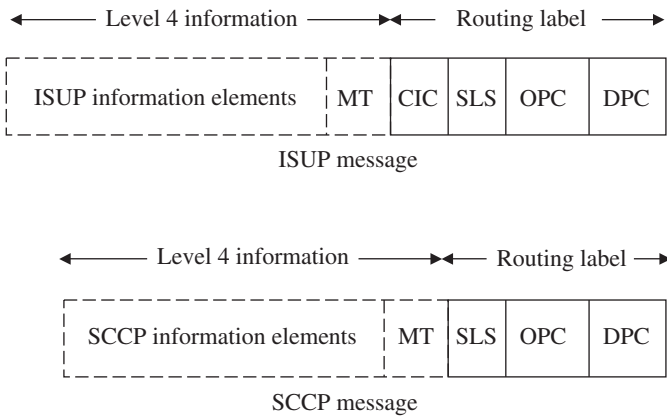 Level 4 information Routing label
ISUP information elements MT CIC SLS OPC DPC
ISUP message
Level 4 information Routing label
SCCP information elements MT SLS OPC DPC
SCCP message